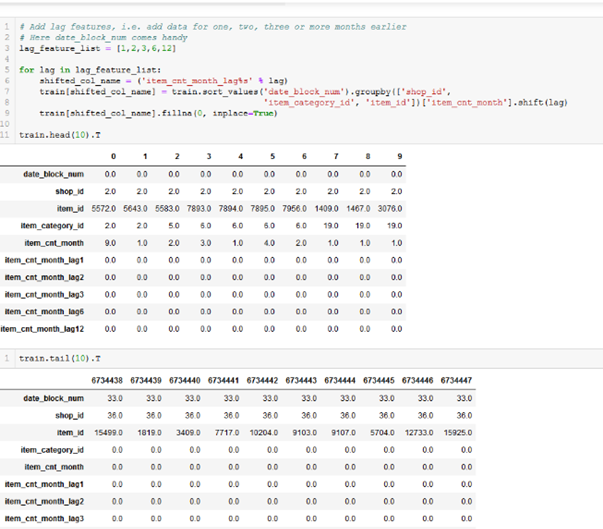 1 # Add lag features, i.e. add data for one, two, three or more months earlier
2 # Here date_block_num comes handy
3 lag_feature_list = [1,2,3,6,12]
4
5 for lag in lag_feature_list:
6 shifted_col_name = ('item_cnt_month_lag%s' % lag)
7 train[shifted_col_name] = train.sort_values('date_block_num').groupby(['shop_id',
8 'item_category_id', 'item_id'])['item_cnt_month'].shift(lag)
9 train[shifted_col_name].fillna(0, inplace=True)
10
11 train.head(10).T
0 1 2 3 4 5 6 7 8 9
date_block_num 0.0 0.0 0.0 0.0 0.0 0.0 0.0 0.0 0.0 0.0
shop_id 2.0 2.0 2.0 2.0 2.0 2.0 2.0 2.0 2.0 2.0
item_id 5572.0 5643.0 5583.0 7893.0 7894.0 7895.0 7956.0 1409.0 1467.0 3076.0
item_category_id 2.0 2.0 5.0 6.0 6.0 6.0 6.0 19.0 19.0 19.0
item_cnt_month 9.0 1.0 2.0 3.0 1.0 4.0 2.0 1.0 1.0 1.0
item_cnt_month_lag1 0.0 0.0 0.0 0.0 0.0 0.0 0.0 0.0 0.0 0.0
item_cnt_month_lag2 0.0 0.0 0.0 0.0 0.0 0.0 0.0 0.0 0.0 0.0
item_cnt_month_lag3 0.0 0.0 0.0 0.0 0.0 0.0 0.0 0.0 0.0 0.0
item_cnt_month_lag6 0.0 0.0 0.0 0.0 0.0 0.0 0.0 0.0 0.0 0.0
item_cnt_month_lag12 0.0 0.0 0.0 0.0 0.0 0.0 0.0 0.0 0.0 0.0
1 train.tail(10).T
6734438 6734439 6734440 6734441 6734442 6734443 6734444 6734445 6734446 6734447
date_block_num 33.0 33.0 33.0 33.0 33.0 33.0 33.0 33.0 33.0 33.0
shop_id 36.0 36.0 36.0 36.0 36.0 36.0 36.0 36.0 36.0 36.0
item_id 15499.0 1819.0 3409.0 7717.0 10204.0 9103.0 9107.0 5704.0 12733.0 15925.0
item_category_id 0.0 0.0 0.0 0.0 0.0 0.0 0.0 0.0 0.0 0.0
item_cnt_month 0.0 0.0 0.0 0.0 0.0 0.0 0.0 0.0 0.0 0.0
item_cnt_month_lag1 0.0 0.0 0.0 0.0 0.0 0.0 0.0 0.0 0.0 0.0
item_cnt_month_lag2 0.0 0.0 0.0 0.0 0.0 0.0 0.0 0.0 0.0 0.0
item_cnt_month_lag3 0.0 0.0 0.0 0.0 0.0 0.0 0.0 0.0 0.0 0.0